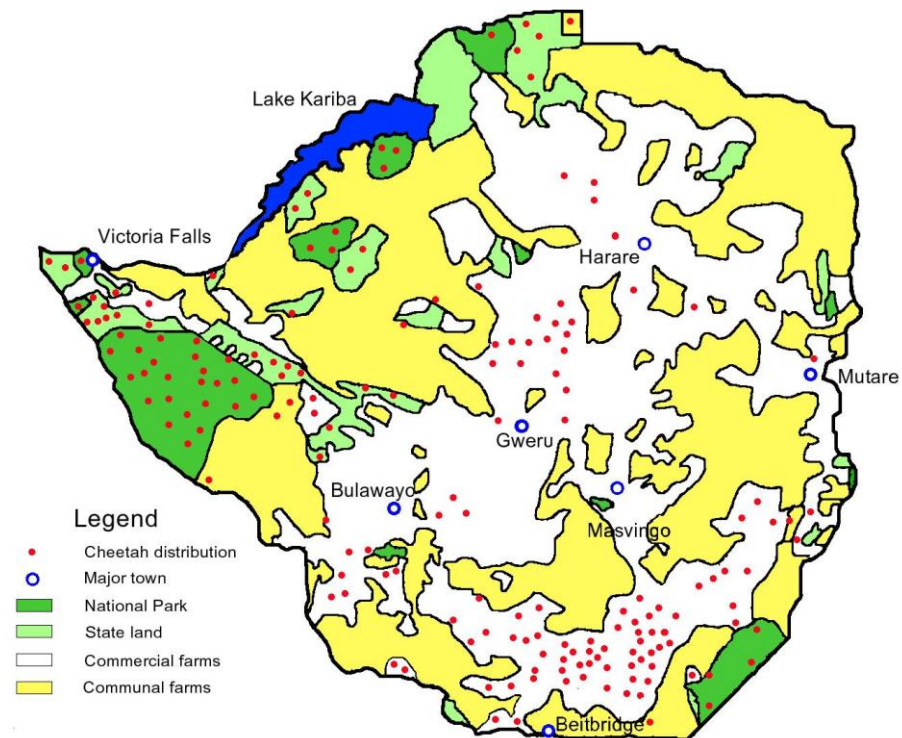 Lake Kariba
Victoria Falls
Harare
Mutare
Gweru
Bulawayo
Masvingo
Beitbridge
Legend
Cheetah distribution
Major town
National Park
State land
Commercial farms
Communal farms